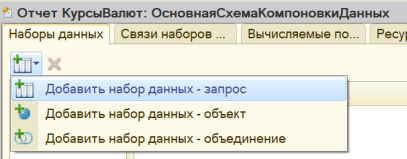 Отчет КурсыВалют: ОсновнаяСхемаКомпоновкиДанных
Наборы данных Связи наборов ... Вычисляемые по... Ресу
Добавить набор данных - запрос
Добавить набор данных - объект
Добавить набор данных - объединение